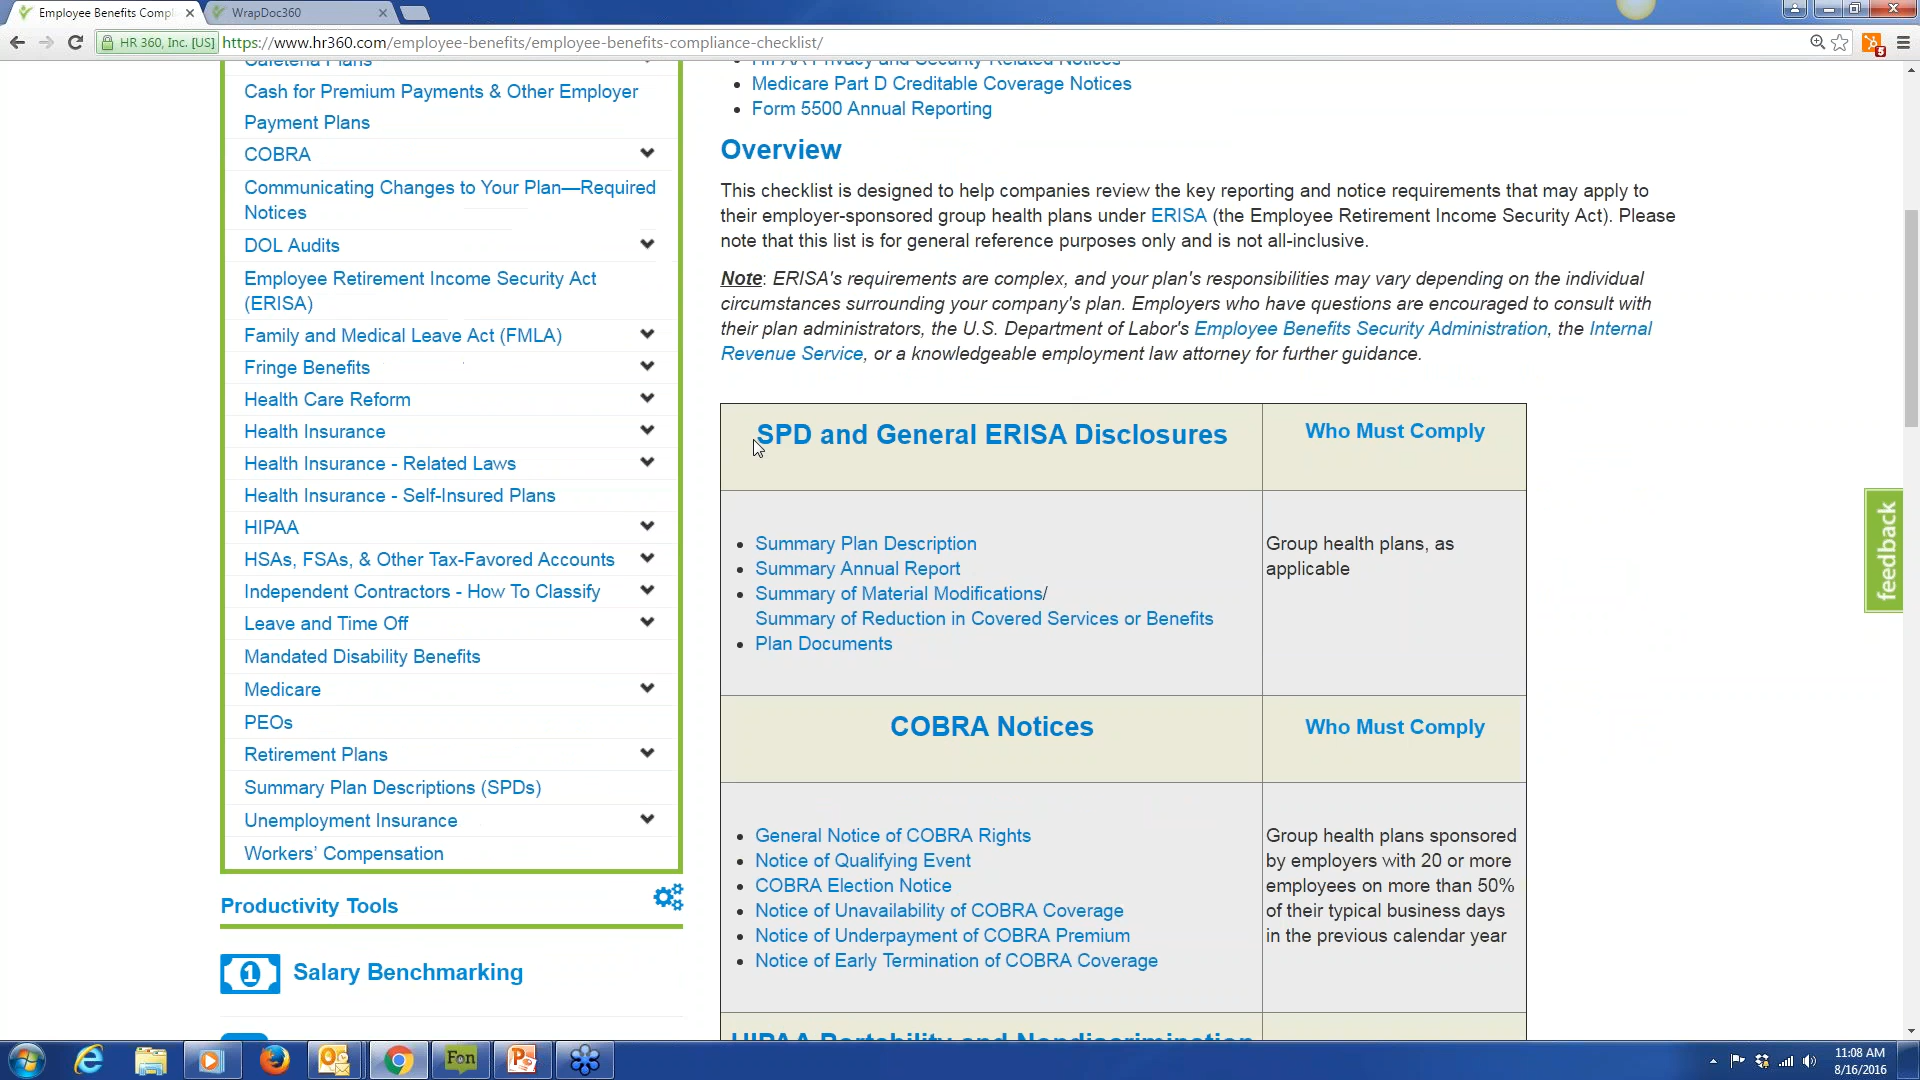 Employee Benefits Compl
WrapDoc360
HR 360, Inc. [US]
https://www.hr360.com/employee-benefits/employee-benefits-compliance-checklist/
Cafeteria Plans
Cash for Premium Payments & Other Employer
Payment Plans
COBRA
Communicating Changes to Your Plan—Required
Notices
DOL Audits
Employee Retirement Income Security Act
(ERISA)
Family and Medical Leave Act (FMLA)
Fringe Benefits
Health Care Reform
Health Insurance
Health Insurance - Related Laws
Health Insurance - Self-Insured Plans
HIPAA
HSAs, FSAs, & Other Tax-Favored Accounts
Independent Contractors - How To Classify
Leave and Time Off
Mandated Disability Benefits
Medicare
PEOs
Retirement Plans
Summary Plan Descriptions (SPDs)
Unemployment Insurance
Workers' Compensation
Productivity Tools
Salary Benchmarking
HIPAA Privacy and Security Related Notices
Medicare Part D Creditable Coverage Notices
Form 5500 Annual Reporting
Overview
This checklist is designed to help companies review the key reporting and notice requirements that may apply to
their employer-sponsored group health plans under ERISA (the Employee Retirement Income Security Act). Please
note that this list is for general reference purposes only and is not all-inclusive.
Note: ERISA's requirements are complex, and your plan's responsibilities may vary depending on the individual
circumstances surrounding your company's plan. Employers who have questions are encouraged to consult with
their plan administrators, the U.S. Department of Labor's Employee Benefits Security Administration, the Internal
Revenue Service, or a knowledgeable employment law attorney for further guidance.
SPD and General ERISA Disclosures
Who Must Comply
Summary Plan Description
Summary Annual Report
Summary of Material Modifications/
Summary of Reduction in Covered Services or Benefits
Plan Documents
Group health plans, as
applicable
COBRA Notices
Who Must Comply
General Notice of COBRA Rights
Notice of Qualifying Event
COBRA Election Notice
Notice of Unavailability of COBRA Coverage
Notice of Underpayment of COBRA Premium
Notice of Early Termination of COBRA Coverage
Group health plans sponsored
by employers with 20 or more
employees on more than 50%
of their typical business days
in the previous calendar year
HIPAA Portability and Nondiscrimination
feedback
Fon
11:08 AM
8/16/2016